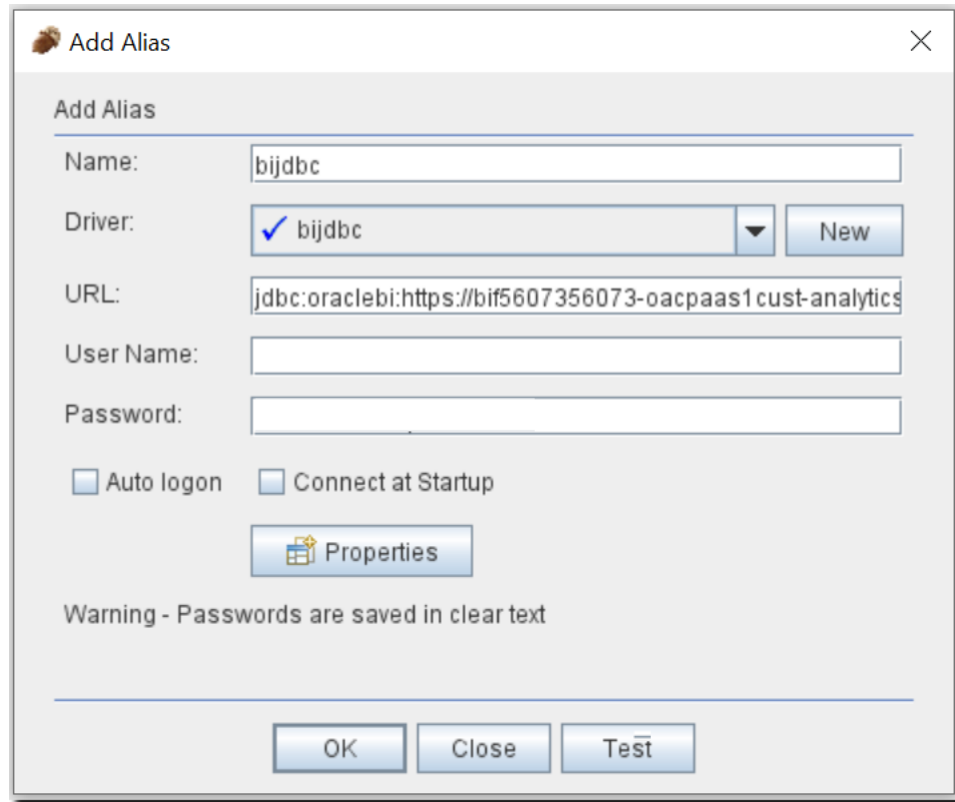 Add Alias
Add Alias
Name: bijdbc
Driver: bijdbc New
URL: jdbc:oraclebi:https://bif5607356073-oacpaas1cust-analytics
User Name:
Password:
Auto logon Connect at Startup
Properties
Warning - Passwords are saved in clear text
OK Close Test